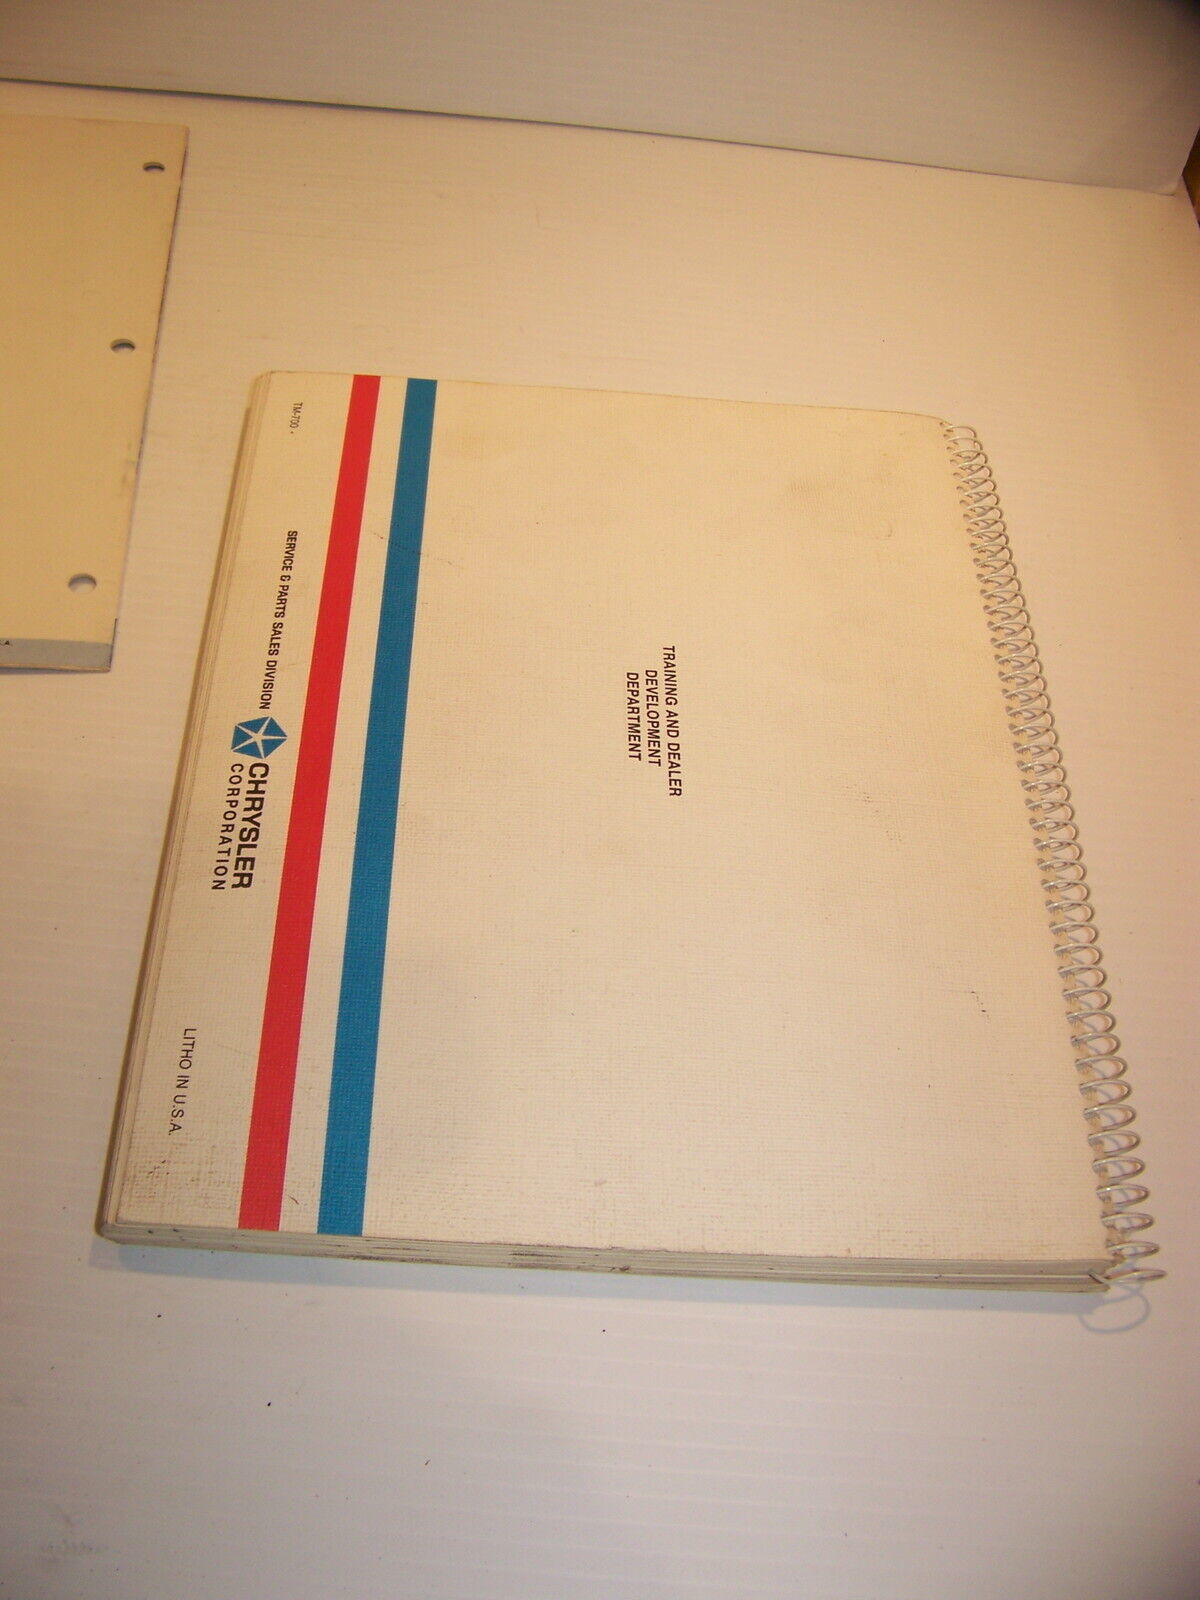 TRAINING AND DEALER
DEVELOPMENT
DEPARTMENT
TM-700
SERVICE & PARTS SALES DIVISION
CHRYSLER
CORPORATION
LITHO IN U.S.A.